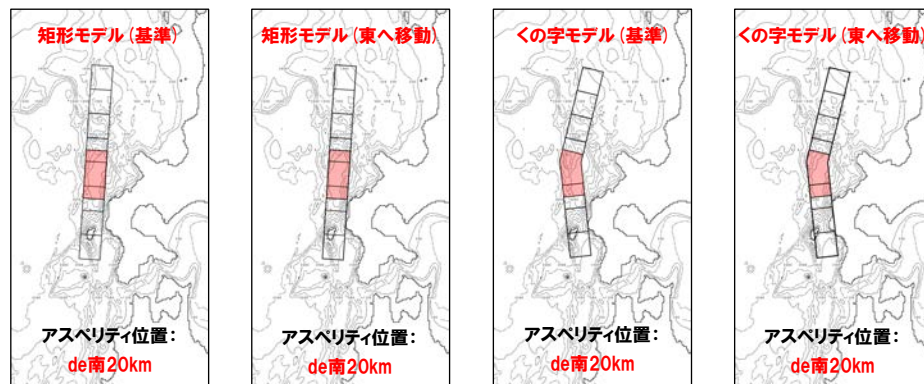 矩形モデル(基準)
アスペリティ位置:
de南20km
矩形モデル(東へ移動)
アスペリティ位置:
de南20km
くの字モデル(基準)
アスペリティ位置:
de南20km
くの字モデル(東へ移動)
アスペリティ位置:
de南20km